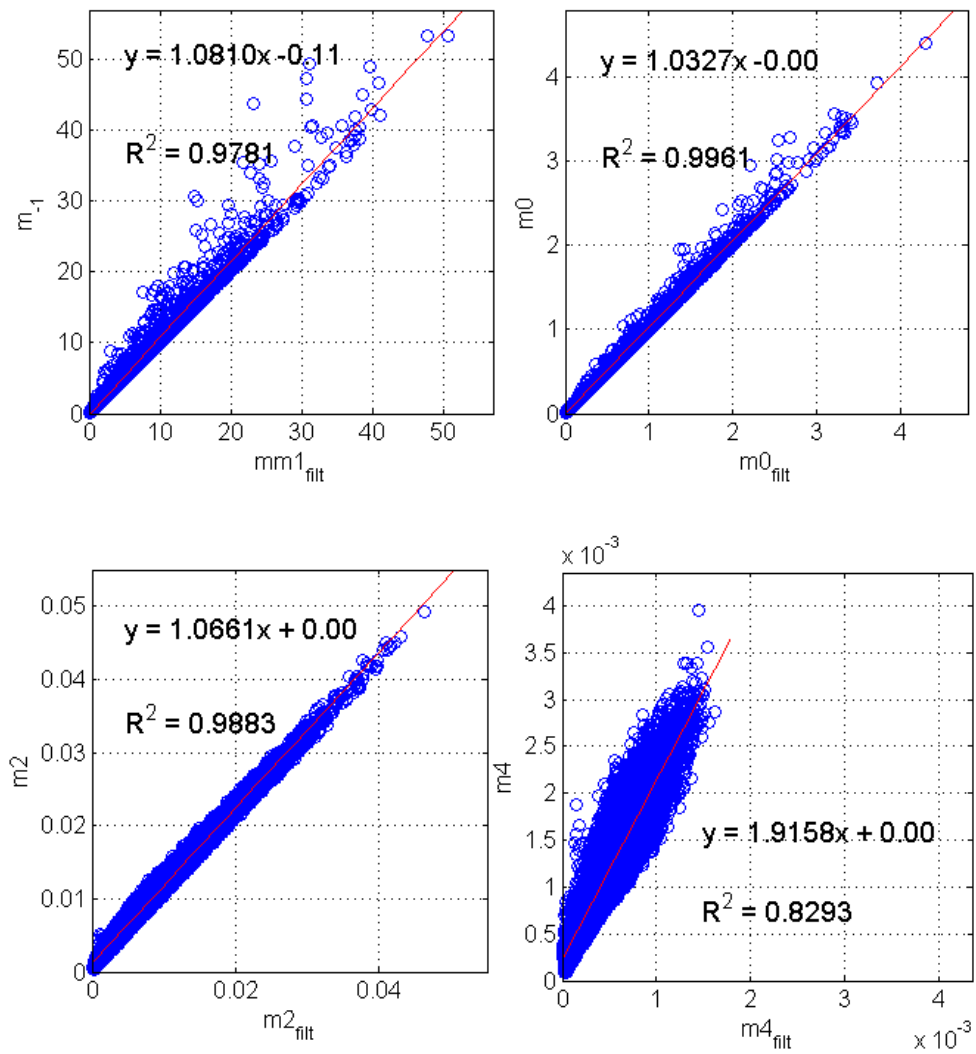 y = 1.0810x -0.11
R² = 0.9781
50
40
30
20
10
0
m₋₁
0 10 20 30 40 50
mm1_filt
y = 1.0327x -0.00
R² = 0.9961
4
3
2
1
0
m0
0 1 2 3 4
m0_filt
y = 1.0661x + 0.00
R² = 0.9883
0.05
0.04
0.03
0.02
0.01
0
m2
0 0.02 0.04
m2_filt
x 10⁻³
4
3.5
3
2.5
2
1.5
1
0.5
0
m4
y = 1.9158x + 0.00
R² = 0.8293
0 1 2 3 4
x 10⁻³
m4_filt